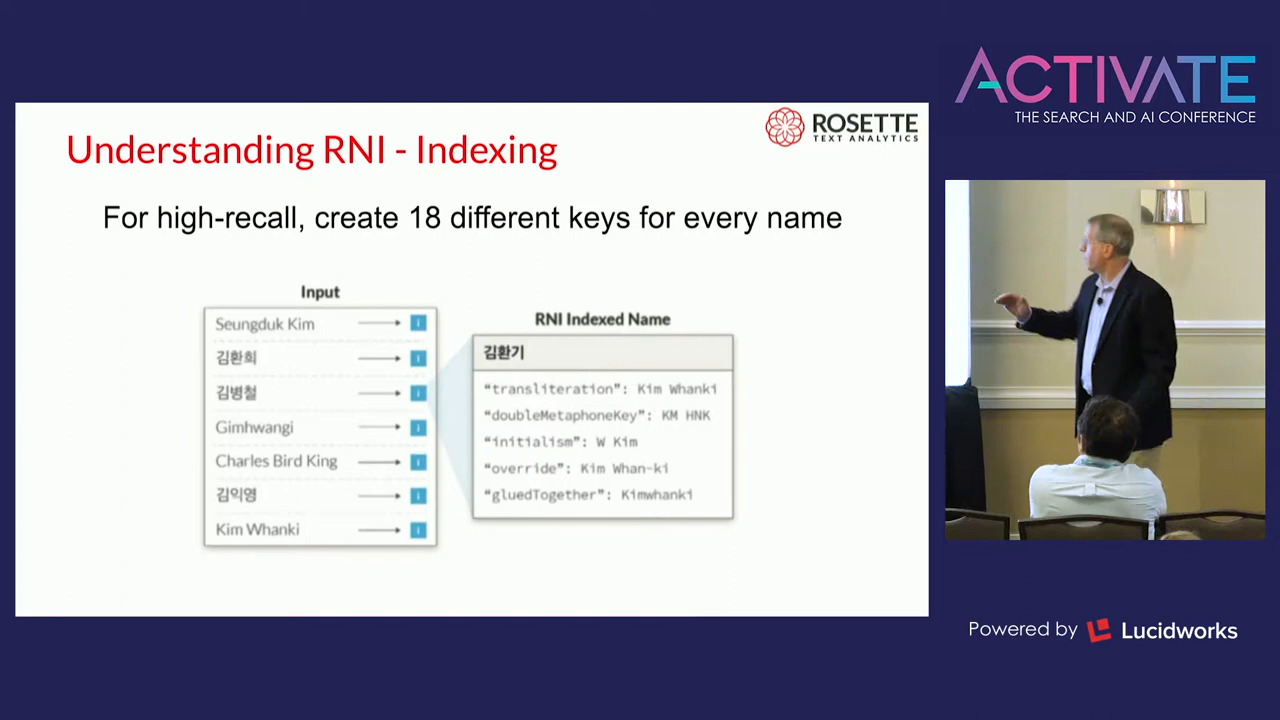 ACTIVATE
THE SEARCH AND AI CONFERENCE
ROSETTE
TEXT ANALYTICS
Understanding RNI - Indexing
For high-recall, create 18 different keys for every name
Input
Seungduk Kim
김환희
김병철
Gimhwangi
Charles Bird King
김익영
Kim Whanki
RNI Indexed Name
김환기
“transliteration”: Kim Whanki
“doubleMetaphoneKey”: KM HNK
“initialism”: W Kim
“override”: Kim Whan-ki
“gluedTogether”: Kimwhanki
Powered by Lucidworks